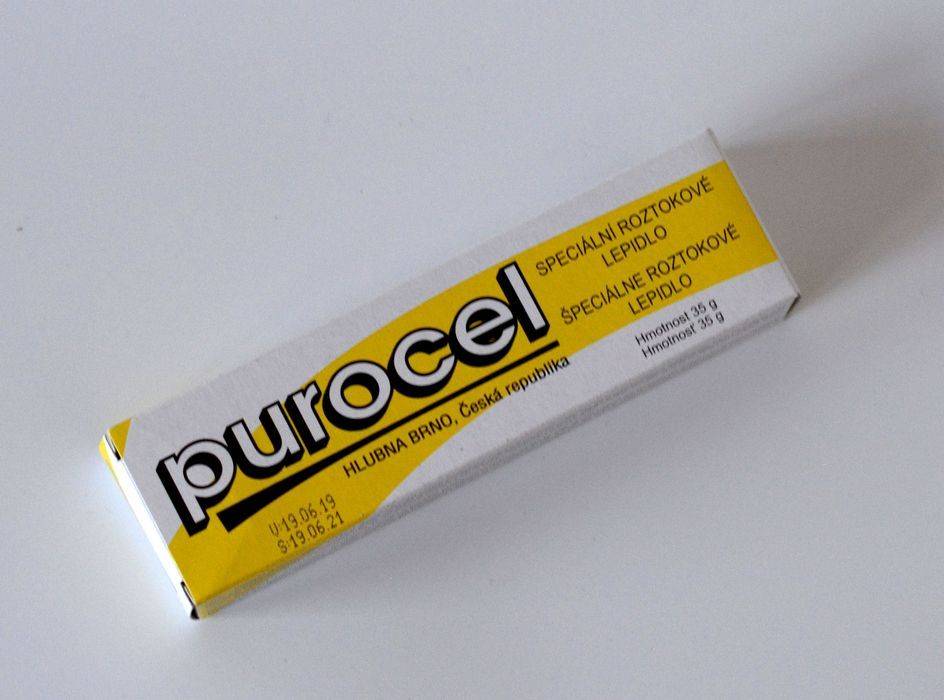 purocel
HLUBNA BRNO, Česká republika
SPECIÁLNÍ ROZTOKOVÉ
LEPIDLO
ŠPECIÁLNE ROZTOKOVÉ
LEPIDLO
Hmotnost 35 g
Hmotnosť 35 g
U:19.06.19
S:19.06.21